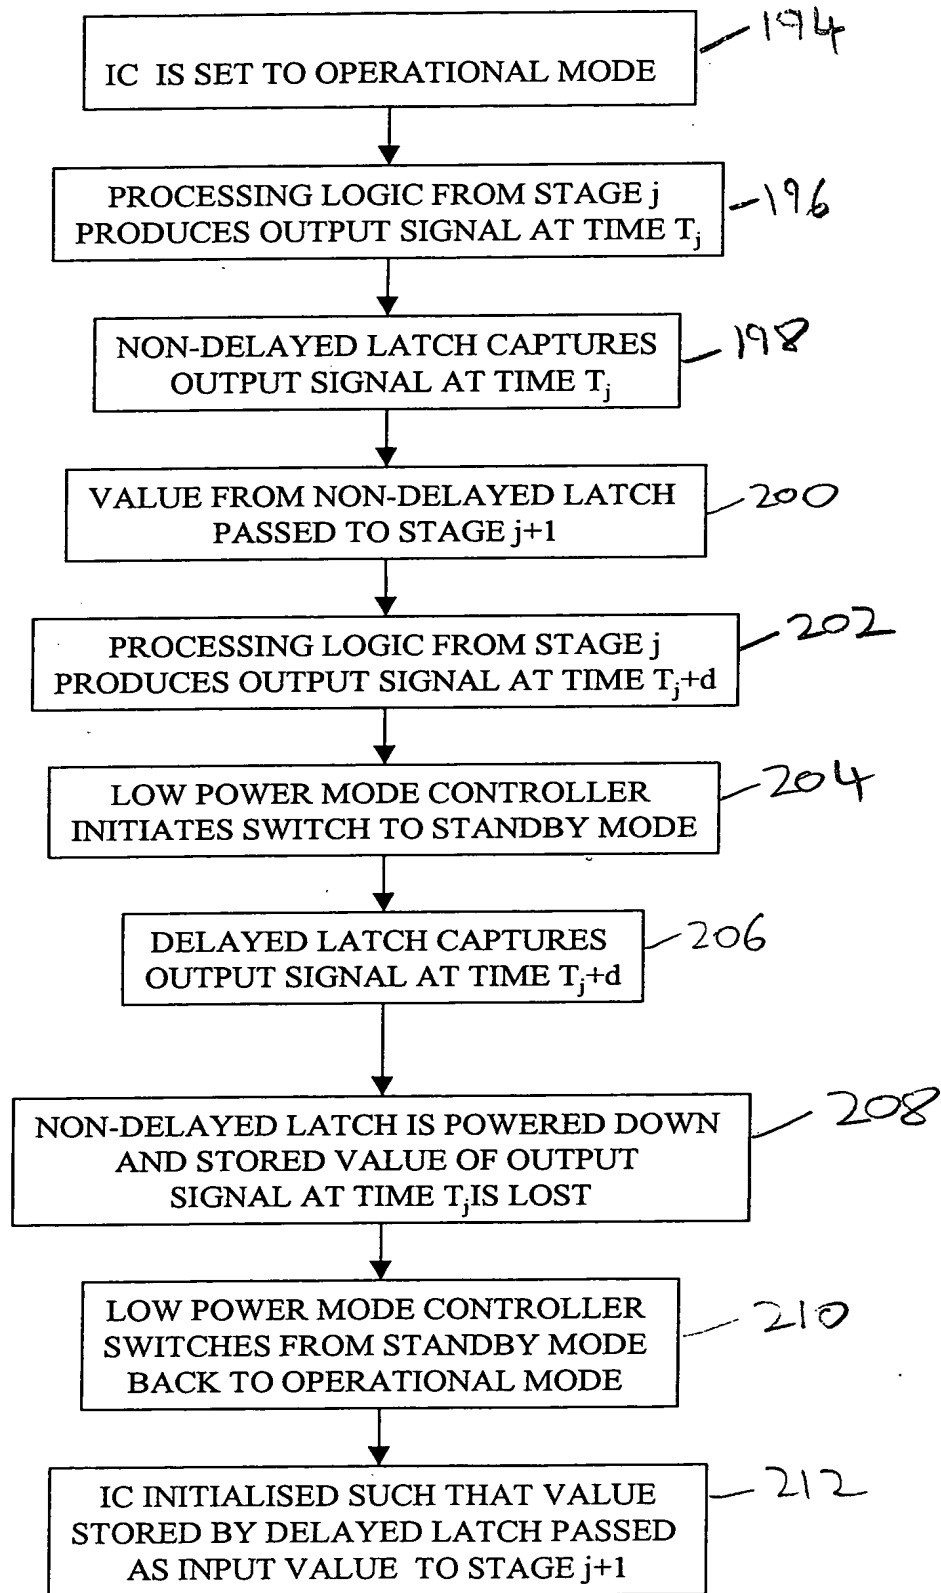 IC IS SET TO OPERATIONAL MODE
194
PROCESSING LOGIC FROM STAGE j
PRODUCES OUTPUT SIGNAL AT TIME Tj
196
NON-DELAYED LATCH CAPTURES
OUTPUT SIGNAL AT TIME Tj
198
VALUE FROM NON-DELAYED LATCH
PASSED TO STAGE j+1
200
PROCESSING LOGIC FROM STAGE j
PRODUCES OUTPUT SIGNAL AT TIME Tj+d
202
LOW POWER MODE CONTROLLER
INITIATES SWITCH TO STANDBY MODE
204
DELAYED LATCH CAPTURES
OUTPUT SIGNAL AT TIME Tj+d
206
NON-DELAYED LATCH IS POWERED DOWN
AND STORED VALUE OF OUTPUT
SIGNAL AT TIME TjIS LOST
208
LOW POWER MODE CONTROLLER
SWITCHES FROM STANDBY MODE
BACK TO OPERATIONAL MODE
210
IC INITIALISED SUCH THAT VALUE
STORED BY DELAYED LATCH PASSED
AS INPUT VALUE TO STAGE j+1
212